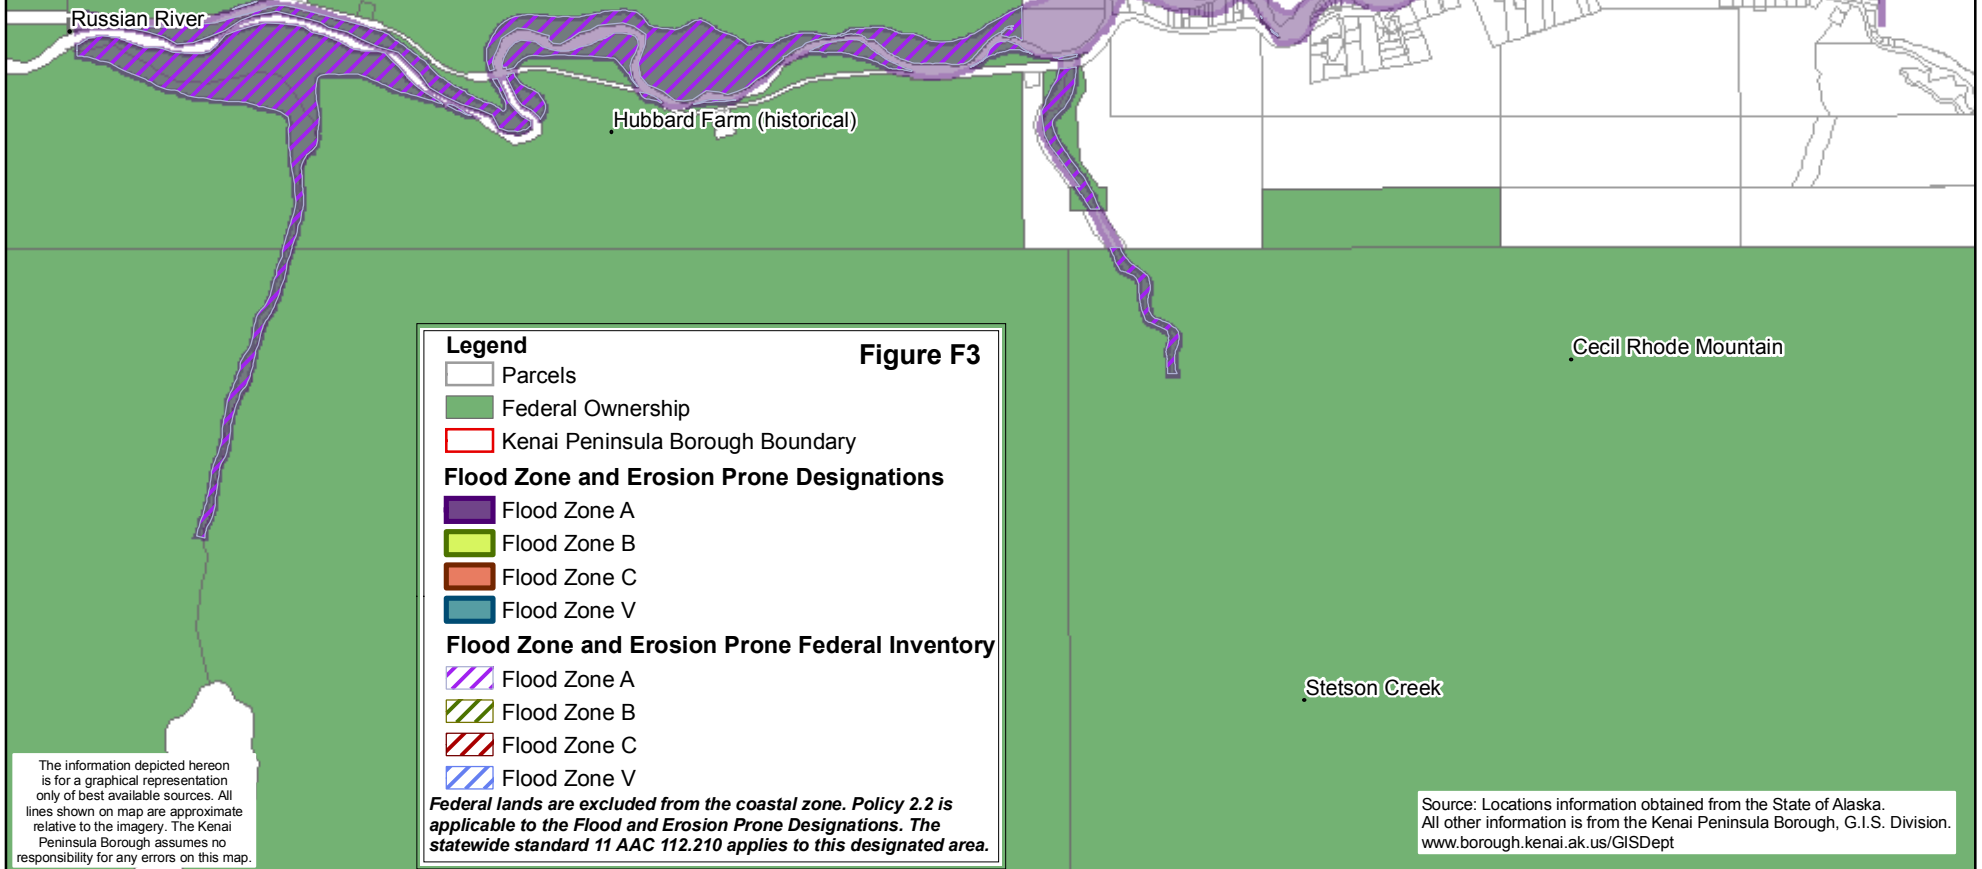 Russian River
Hubbard Farm (historical)
Cecil Rhode Mountain
Stetson Creek
Legend
Figure F3
Parcels
Federal Ownership
Kenai Peninsula Borough Boundary
Flood Zone and Erosion Prone Designations
Flood Zone A
Flood Zone B
Flood Zone C
Flood Zone V
Flood Zone and Erosion Prone Federal Inventory
Flood Zone A
Flood Zone B
Flood Zone C
Flood Zone V
Federal lands are excluded from the coastal zone. Policy 2.2 is
applicable to the Flood and Erosion Prone Designations. The
statewide standard 11 AAC 112.210 applies to this designated area.
The information depicted hereon
is for a graphical representation
only of best available sources. All
lines shown on map are approximate
relative to the imagery. The Kenai
Peninsula Borough assumes no
responsibility for any errors on this map.
Source: Locations information obtained from the State of Alaska.
All other information is from the Kenai Peninsula Borough, G.I.S. Division.
www.borough.kenai.ak.us/GISDept